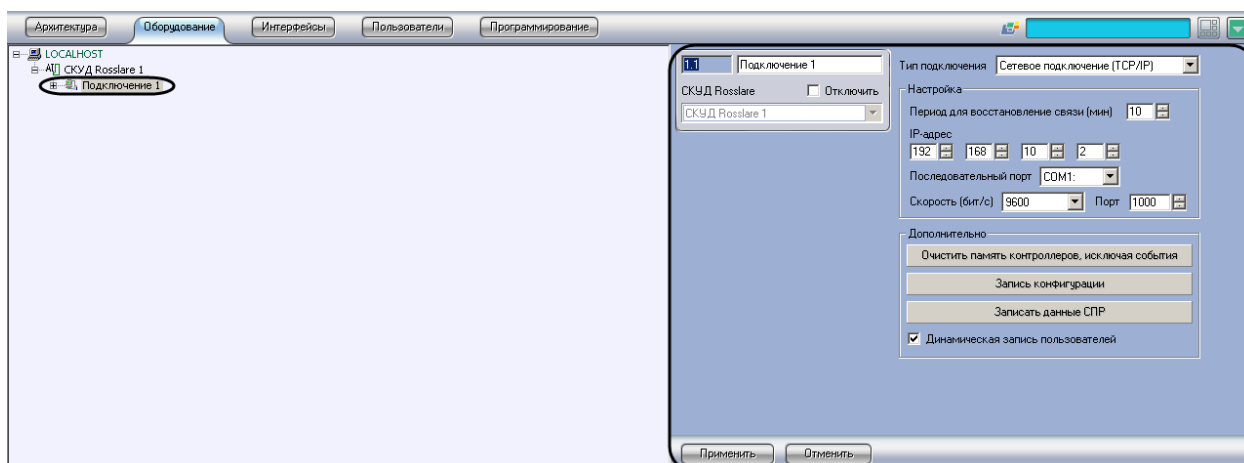 Архитектура Оборудование Интерфейсы Пользователи Программирование
LOCALHOST
СКУД Rosslare 1
Подключение 1
1.1 Подключение 1
СКУД Rosslare Отключить
СКУД Rosslare 1
Тип подключения Сетевое подключение (TCP/IP)
Настройка
Период для восстановление связи (мин) 10
IP-адрес
192 168 10 2
Последовательный порт COM1:
Скорость (бит/с) 9600 Порт 1000
Дополнительно
Очистить память контроллеров, исключая события
Запись конфигурации
Записать данные СПР
Динамическая запись пользователей
Применить Отменить